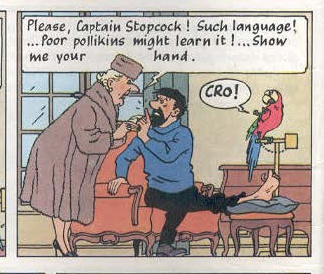 Please, Captain Stopcock! Such language!
...Poor pollikins might learn it!...Show
me your hand.
CRO!